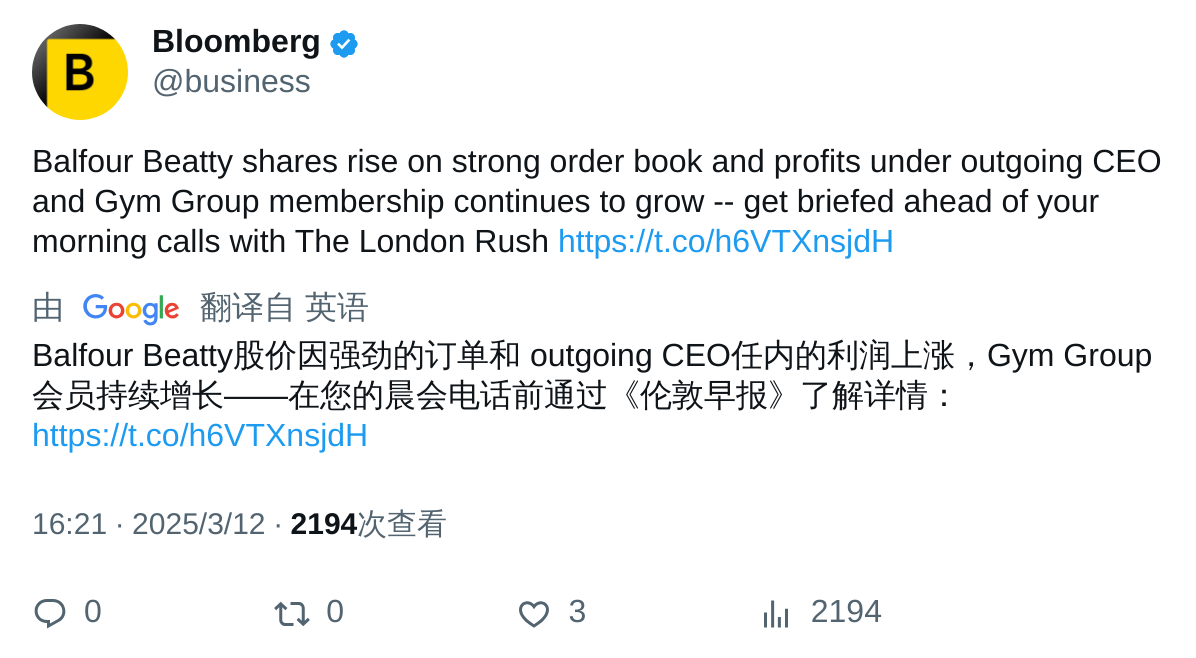 B
Bloomberg
@business
Balfour Beatty shares rise on strong order book and profits under outgoing CEO
and Gym Group membership continues to grow -- get briefed ahead of your
morning calls with The London Rush https://t.co/h6VTXnsjdH
由 Google 翻译自 英语
Balfour Beatty股价因强劲的订单和 outgoing CEO任内的利润上涨，Gym Group
会员持续增长——在您的晨会电话前通过《伦敦早报》了解详情：
https://t.co/h6VTXnsjdH
16:21 · 2025/3/12 · 2194次查看
0 0 3 2194